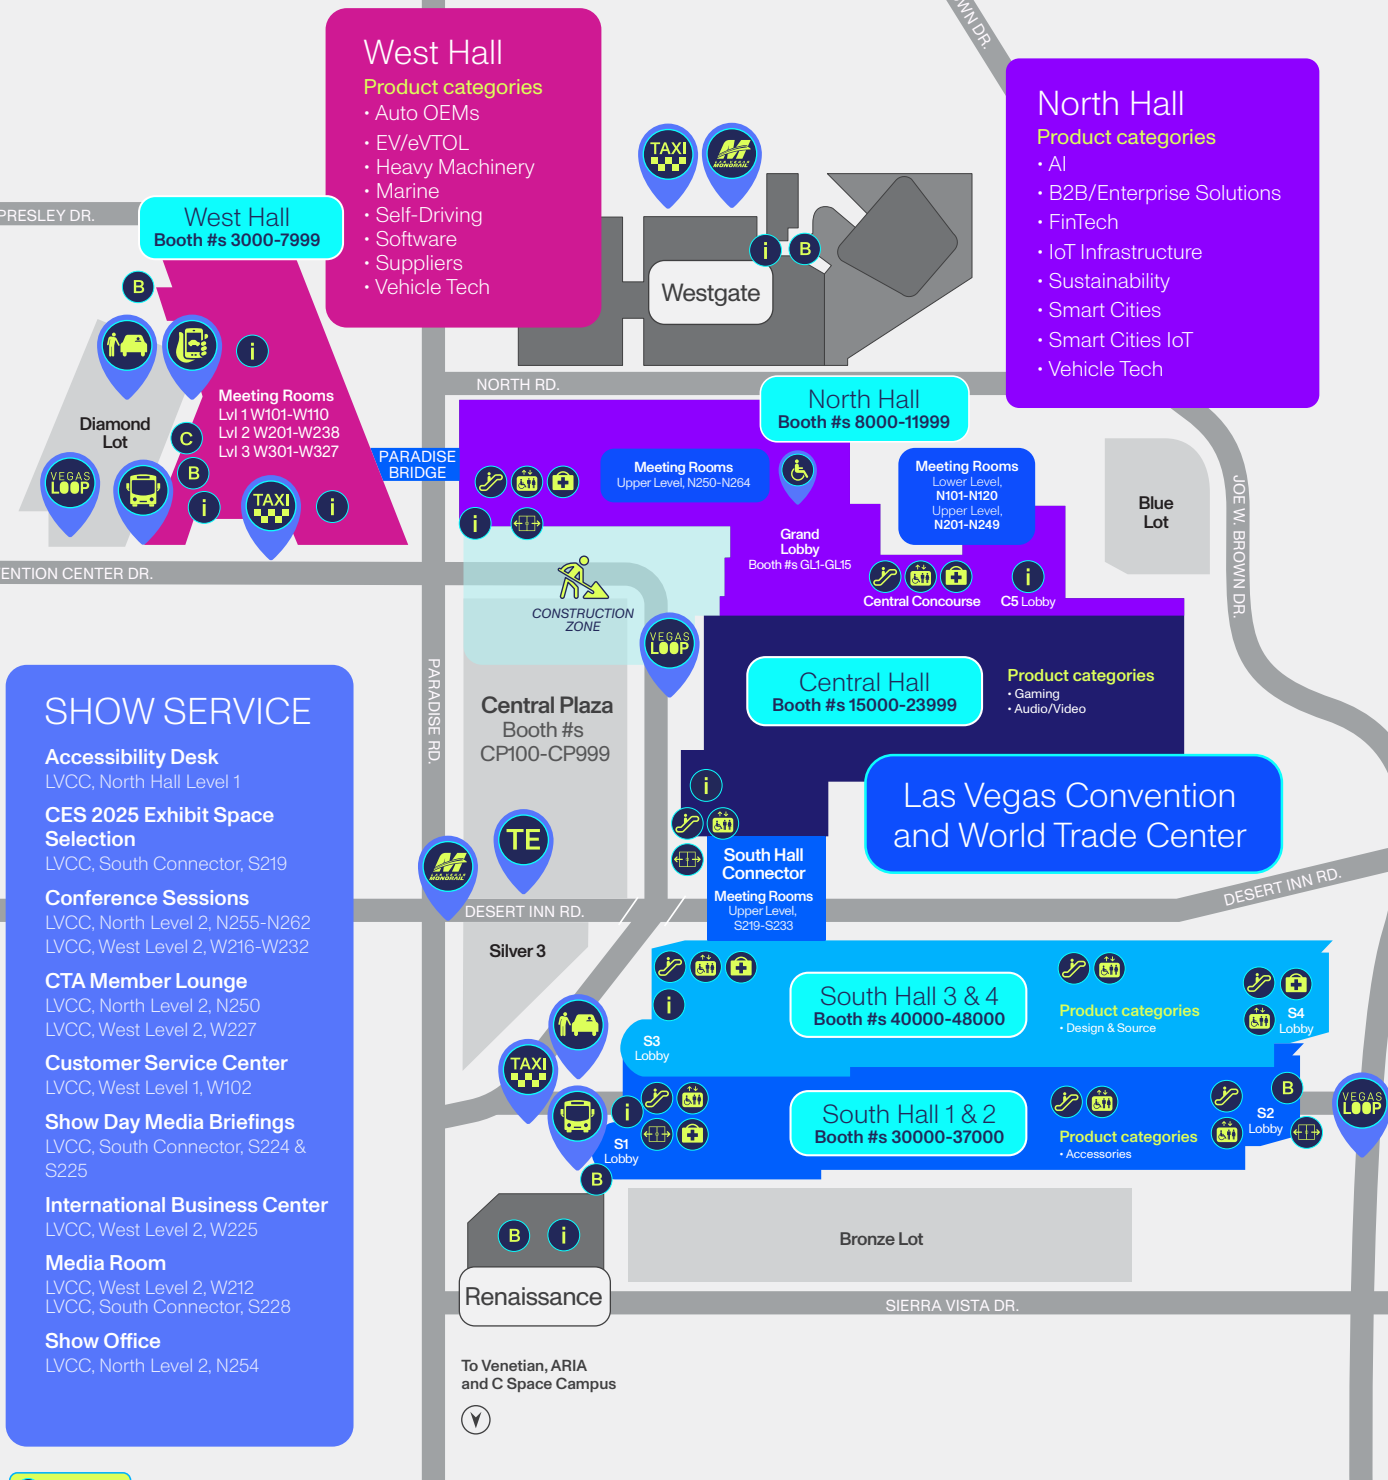 West Hall
Product categories
• Auto OEMs
• EV/eVTOL
• Heavy Machinery
• Marine
• Self-Driving
• Software
• Suppliers
• Vehicle Tech
WN DR.
North Hall
Product categories
• AI
• B2B/Enterprise Solutions
• FinTech
• IoT Infrastructure
• Sustainability
• Smart Cities
• Smart Cities IoT
• Vehicle Tech
TAXI
M
LAS VEGAS
MONORAIL
PRESLEY DR.
West Hall
Booth #s 3000-7999
i
B
Westgate
B
i
NORTH RD.
North Hall
Booth #s 8000-11999
Meeting Rooms
Lvl 1 W101-W110
Lvl 2 W201-W238
Lvl 3 W301-W327
Diamond
Lot
C
B
i
VEGAS
LOOP
TAXI
i
PARADISE
BRIDGE
Meeting Rooms
Upper Level, N250-N264
Meeting Rooms
Lower Level,
N101-N120
Upper Level,
N201-N249
i
Blue
Lot
JOE W. BROWN DR.
Grand
Lobby
Booth #s GL1-GL15
i
Central Concourse
C5 Lobby
ENTION CENTER DR.
CONSTRUCTION
ZONE
VEGAS
LOOP
PARADISE RD.
Central Plaza
Booth #s
CP100-CP999
Central Hall
Booth #s 15000-23999
Product categories
• Gaming
• Audio/Video
Las Vegas Convention
and World Trade Center
i
TE
M
LAS VEGAS
MONORAIL
South Hall
Connector
Meeting Rooms
Upper Level,
S219-S233
DESERT INN RD.
DESERT INN RD.
Silver 3
i
S3
Lobby
South Hall 3 & 4
Booth #s 40000-48000
Product categories
• Design & Source
S4
Lobby
TAXI
i
S1
Lobby
B
South Hall 1 & 2
Booth #s 30000-37000
Product categories
• Accessories
B
S2
Lobby
VEGAS
LOOP
B
i
Renaissance
Bronze Lot
SIERRA VISTA DR.
To Venetian, ARIA
and C Space Campus
SHOW SERVICE
Accessibility Desk
LVCC, North Hall Level 1
CES 2025 Exhibit Space
Selection
LVCC, South Connector, S219
Conference Sessions
LVCC, North Level 2, N255-N262
LVCC, West Level 2, W216-W232
CTA Member Lounge
LVCC, North Level 2, N250
LVCC, West Level 2, W227
Customer Service Center
LVCC, West Level 1, W102
Show Day Media Briefings
LVCC, South Connector, S224 &
S225
International Business Center
LVCC, West Level 2, W225
Media Room
LVCC, West Level 2, W212
LVCC, South Connector, S228
Show Office
LVCC, North Level 2, N254